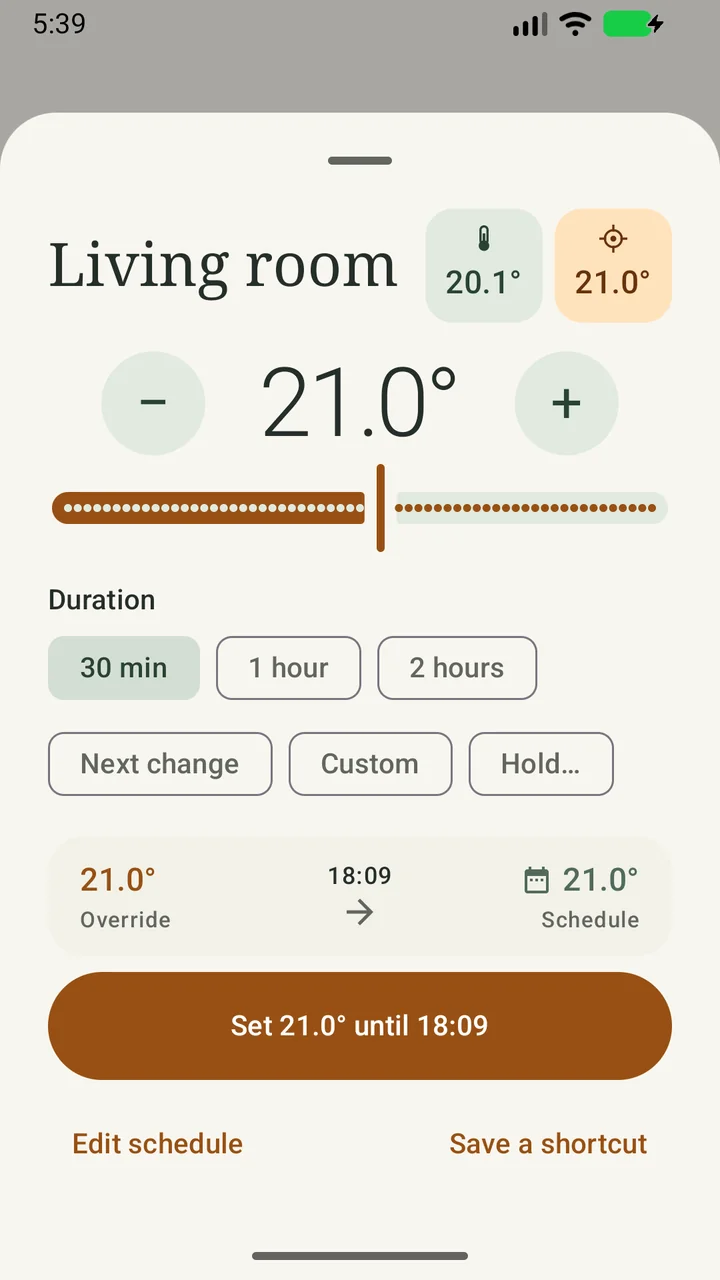 5:39
Living room
20.1°
21.0°
− 21.0° +
Duration
30 min
1 hour
2 hours
Next change
Custom
Hold...
21.0°
Override
18:09
→
21.0°
Schedule
Set 21.0° until 18:09
Edit schedule
Save a shortcut